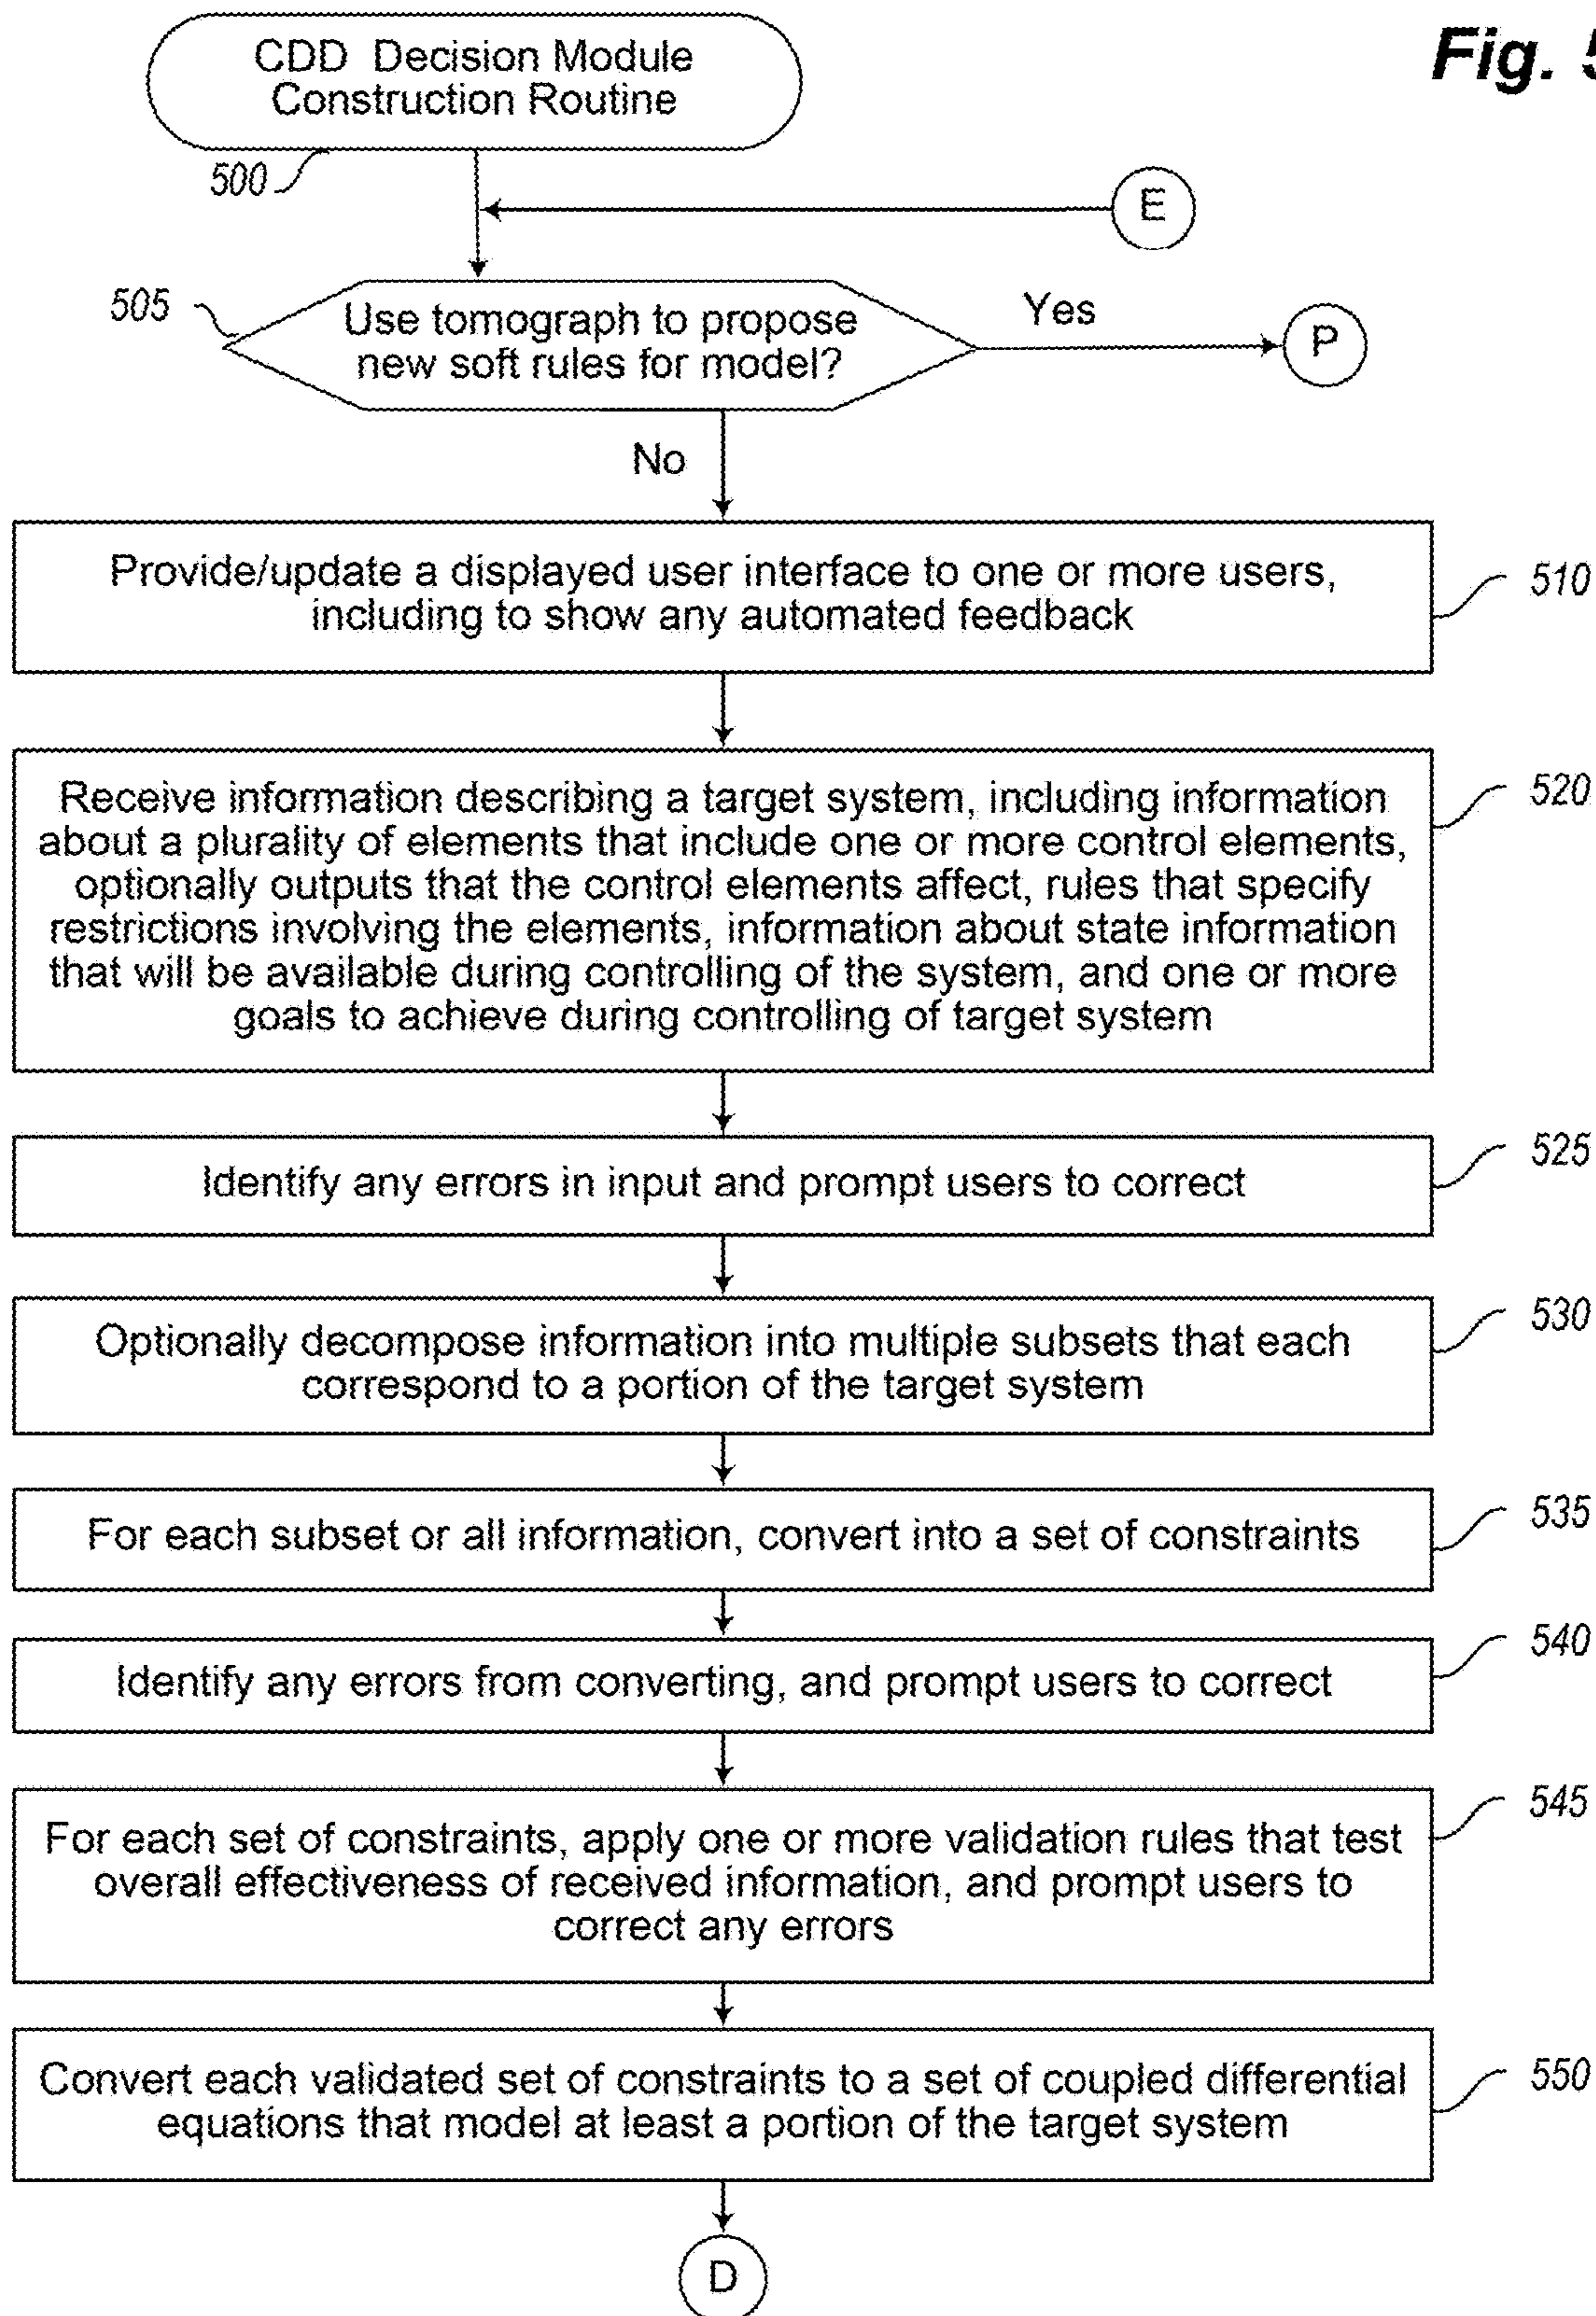 CDD Decision Module
Construction Routine
Fig. 5
500
E
505
Use tomograph to propose
new soft rules for model?
Yes
P
No
Provide/update a displayed user interface to one or more users,
including to show any automated feedback
510
Receive information describing a target system, including information
about a plurality of elements that include one or more control elements,
optionally outputs that the control elements affect, rules that specify
restrictions involving the elements, information about state information
that will be available during controlling of the system, and one or more
goals to achieve during controlling of target system
520
Identify any errors in input and prompt users to correct
525
Optionally decompose information into multiple subsets that each
correspond to a portion of the target system
530
For each subset or all information, convert into a set of constraints
535
Identify any errors from converting, and prompt users to correct
540
For each set of constraints, apply one or more validation rules that test
overall effectiveness of received information, and prompt users to
correct any errors
545
Convert each validated set of constraints to a set of coupled differential
equations that model at least a portion of the target system
550
D